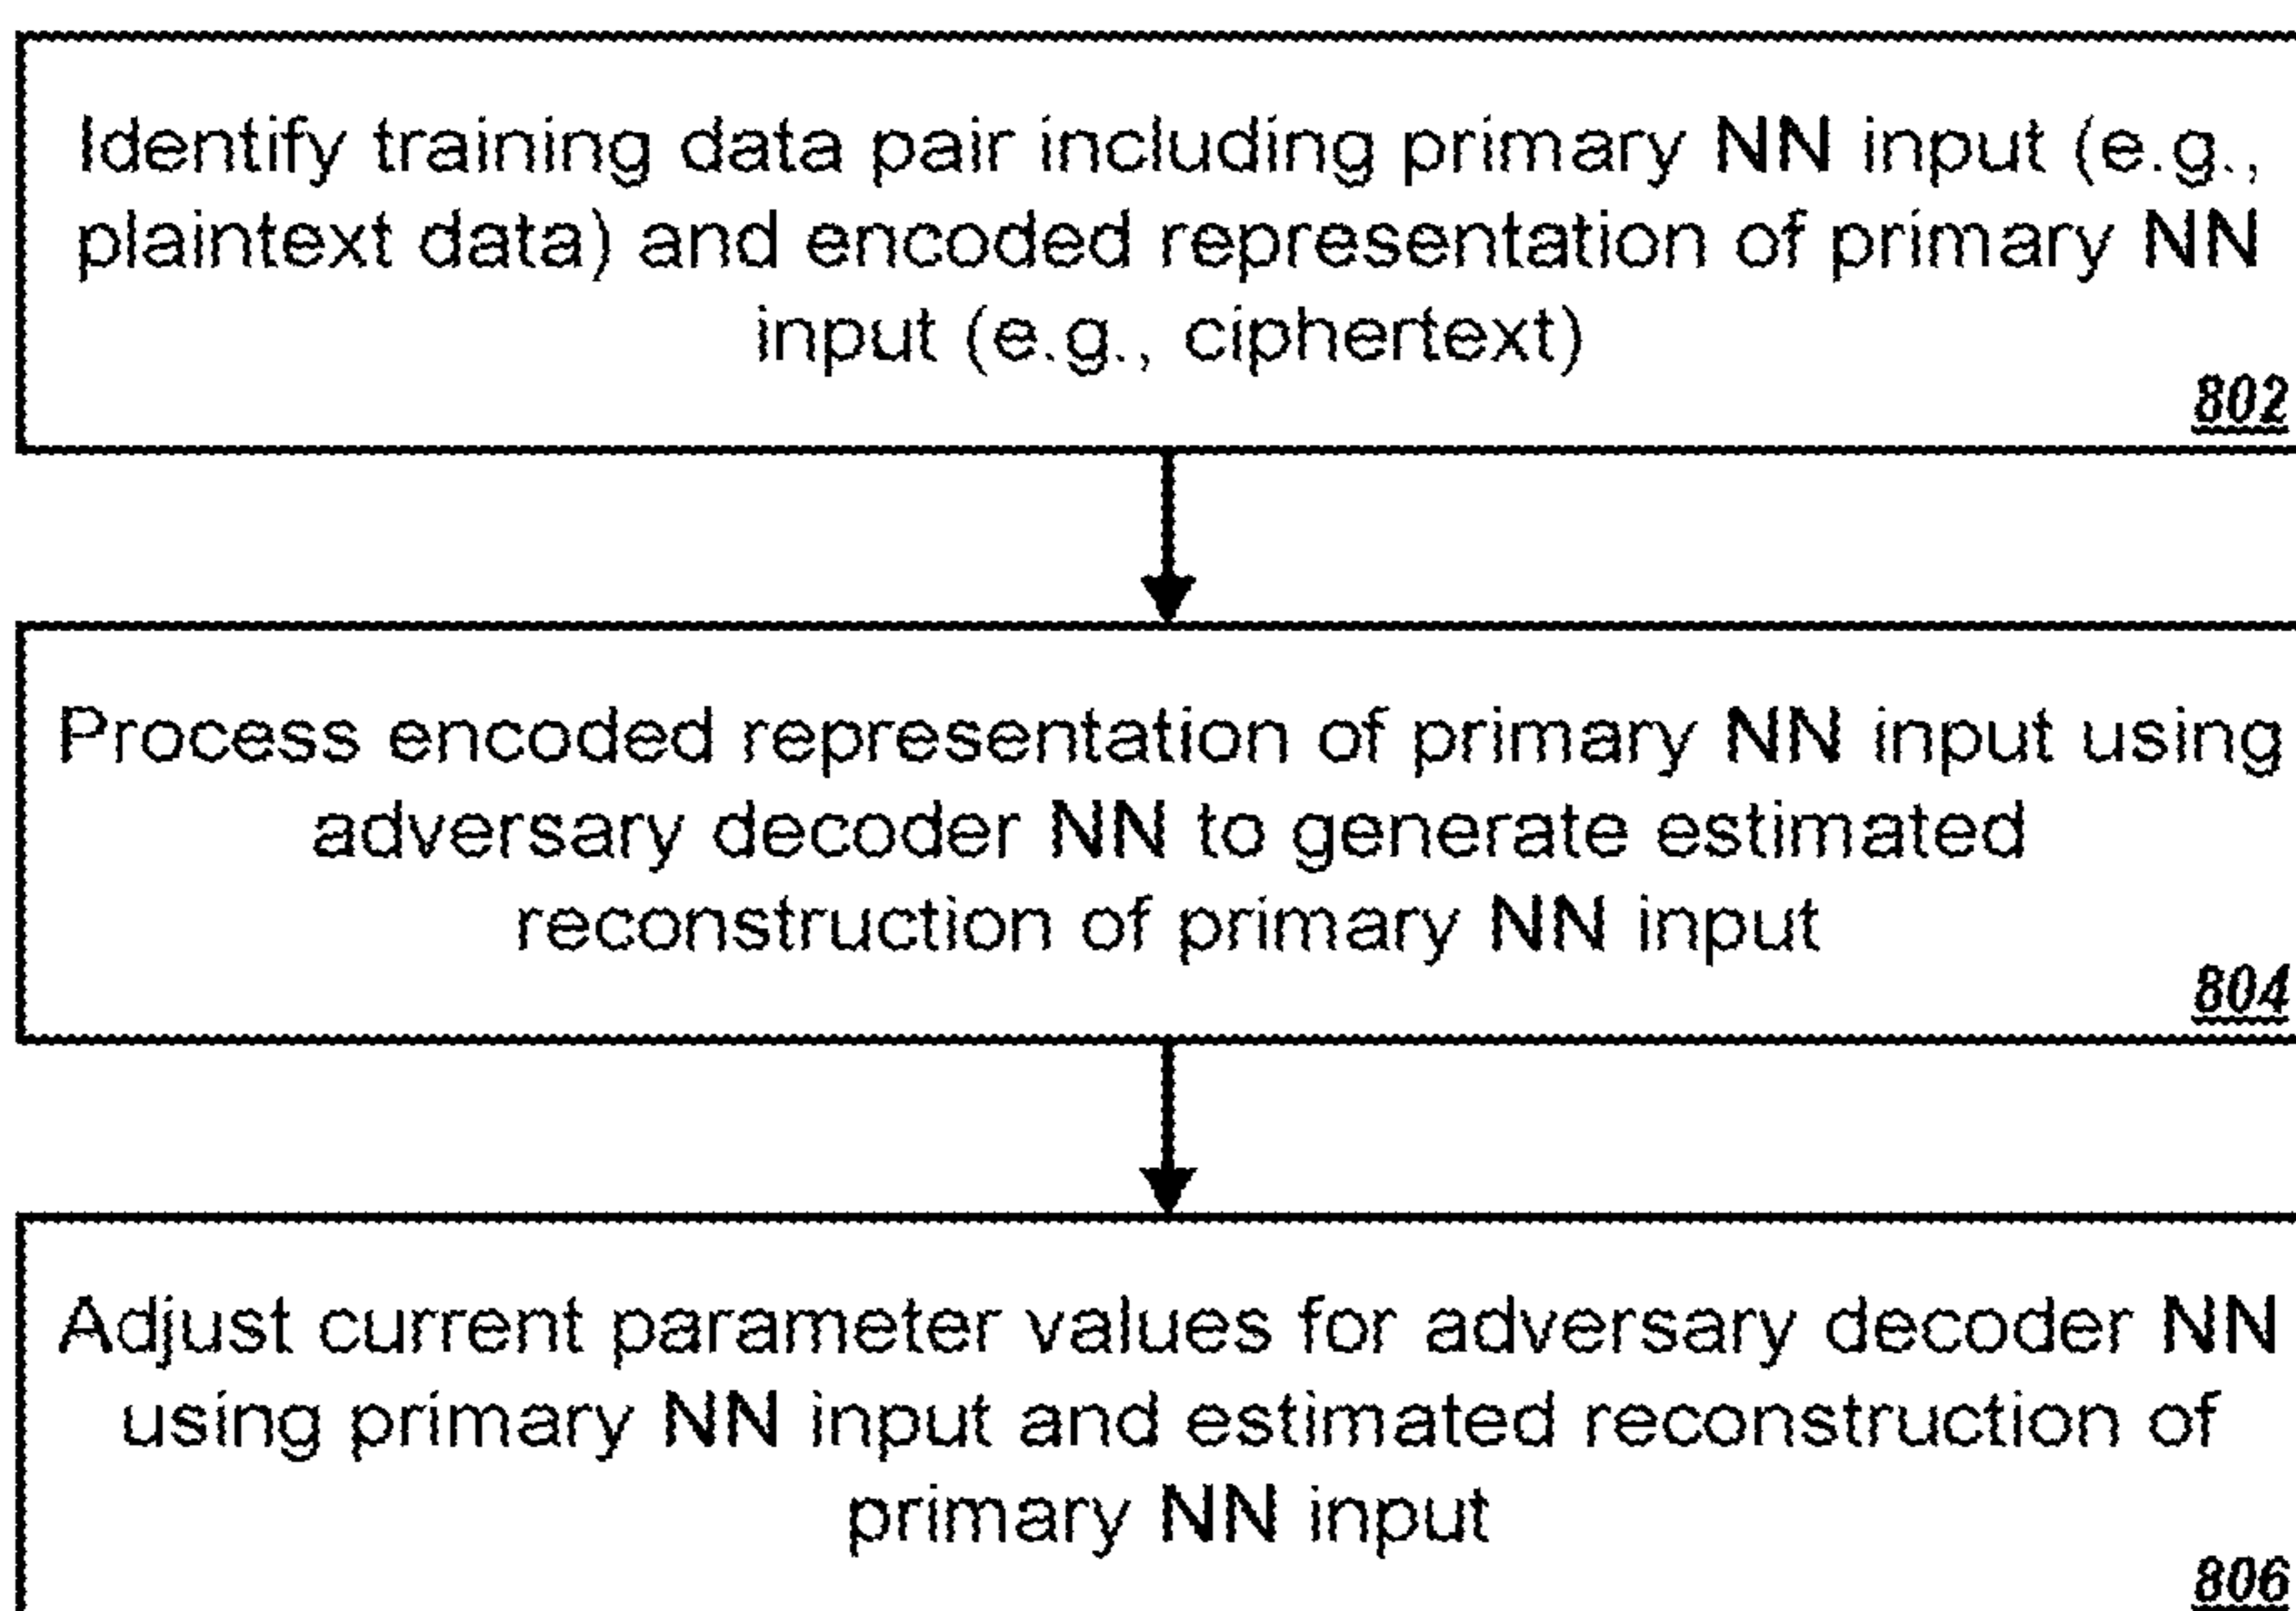 Identify training data pair including primary NN input (e.g.,
plaintext data) and encoded representation of primary NN
input (e.g., ciphertext)
802
Process encoded representation of primary NN input using
adversary decoder NN to generate estimated
reconstruction of primary NN input
804
Adjust current parameter values for adversary decoder NN
using primary NN input and estimated reconstruction of
primary NN input
806